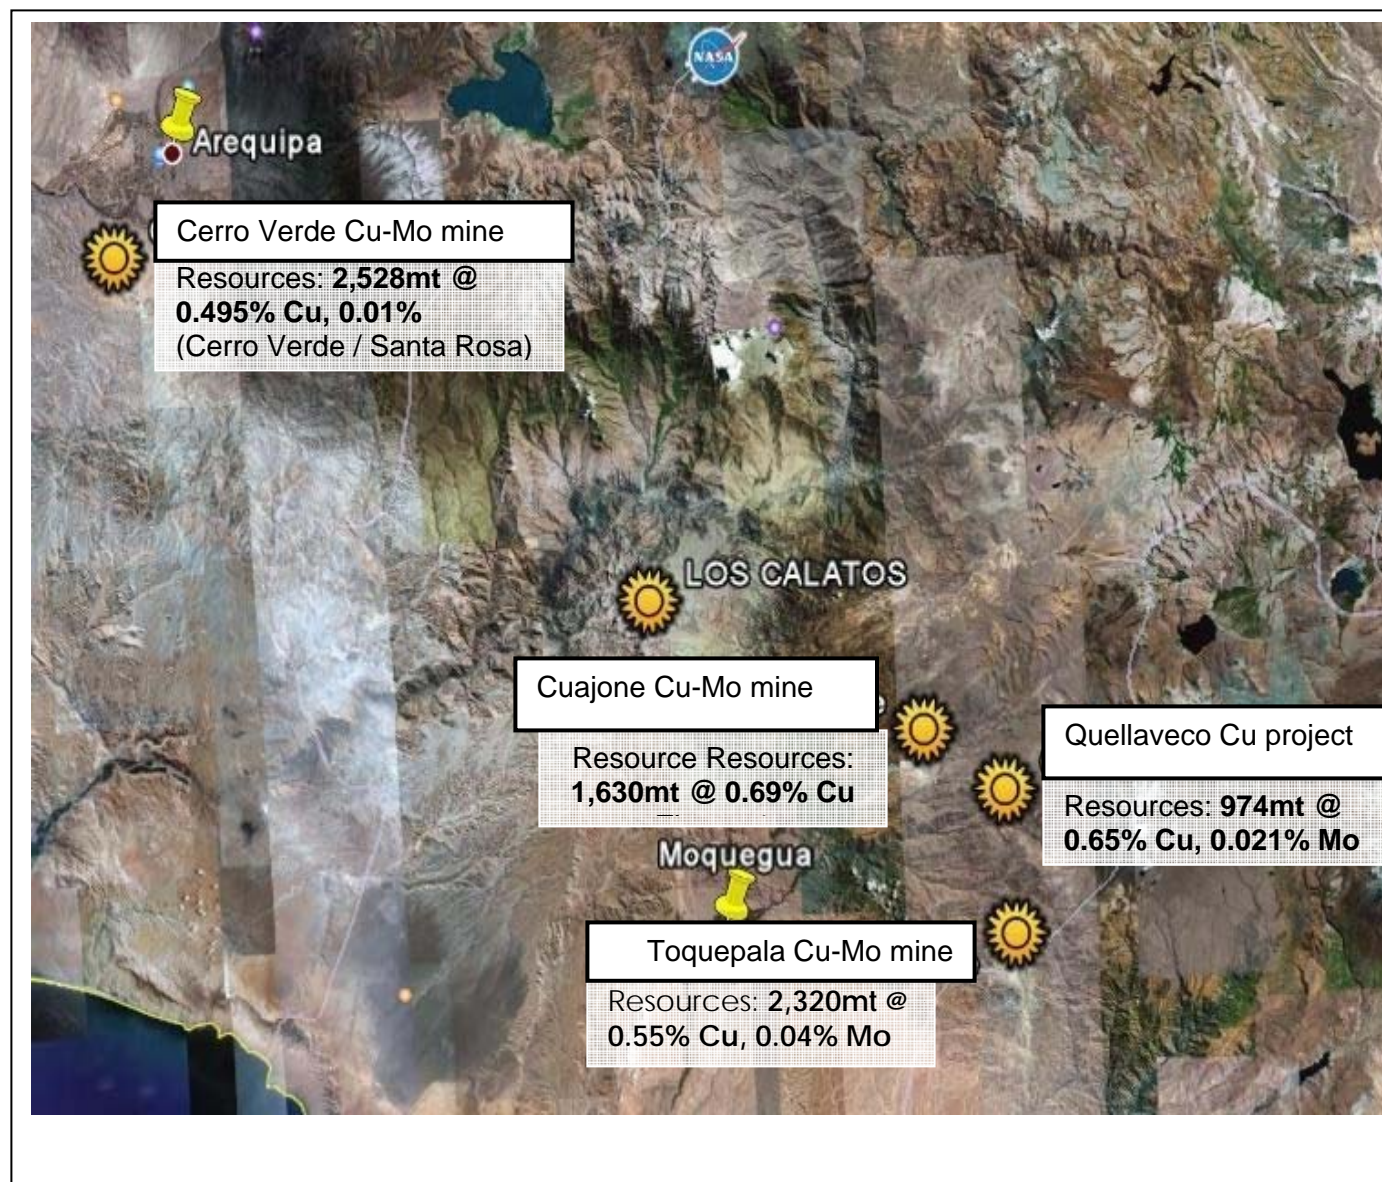 NASA
Arequipa
Cerro Verde Cu-Mo mine
Resources: 2,528mt @
0.495% Cu, 0.01%
(Cerro Verde / Santa Rosa)
LOS CALATOS
Cuajone Cu-Mo mine
Resource Resources:
1,630mt @ 0.69% Cu
Quellaveco Cu project
Resources: 974mt @
0.65% Cu, 0.021% Mo
Moquegua
Toquepala Cu-Mo mine
Resources: 2,320mt @
0.55% Cu, 0.04% Mo